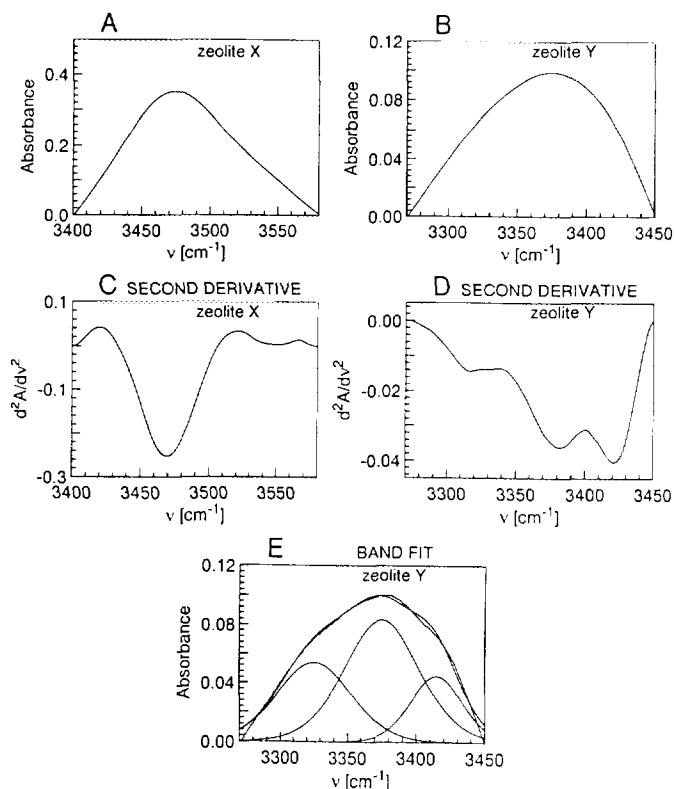 A
zeolite X
Absorbance
0.4
0.2
0.0
3400
3450
3500
3550
ν [cm⁻¹]
B
zeolite Y
Absorbance
0.12
0.08
0.04
0.00
3300
3350
3400
3450
ν [cm⁻¹]
C SECOND DERIVATIVE
zeolite X
d²A/dν²
0.1
-0.1
-0.3
3400
3450
3500
3550
ν [cm⁻¹]
D SECOND DERIVATIVE
zeolite Y
d²A/dν²
0.00
-0.02
-0.04
3300
3350
3400
3450
ν [cm⁻¹]
E BAND FIT
zeolite Y
Absorbance
0.12
0.08
0.04
0.00
3300
3350
3400
3450
ν [cm⁻¹]